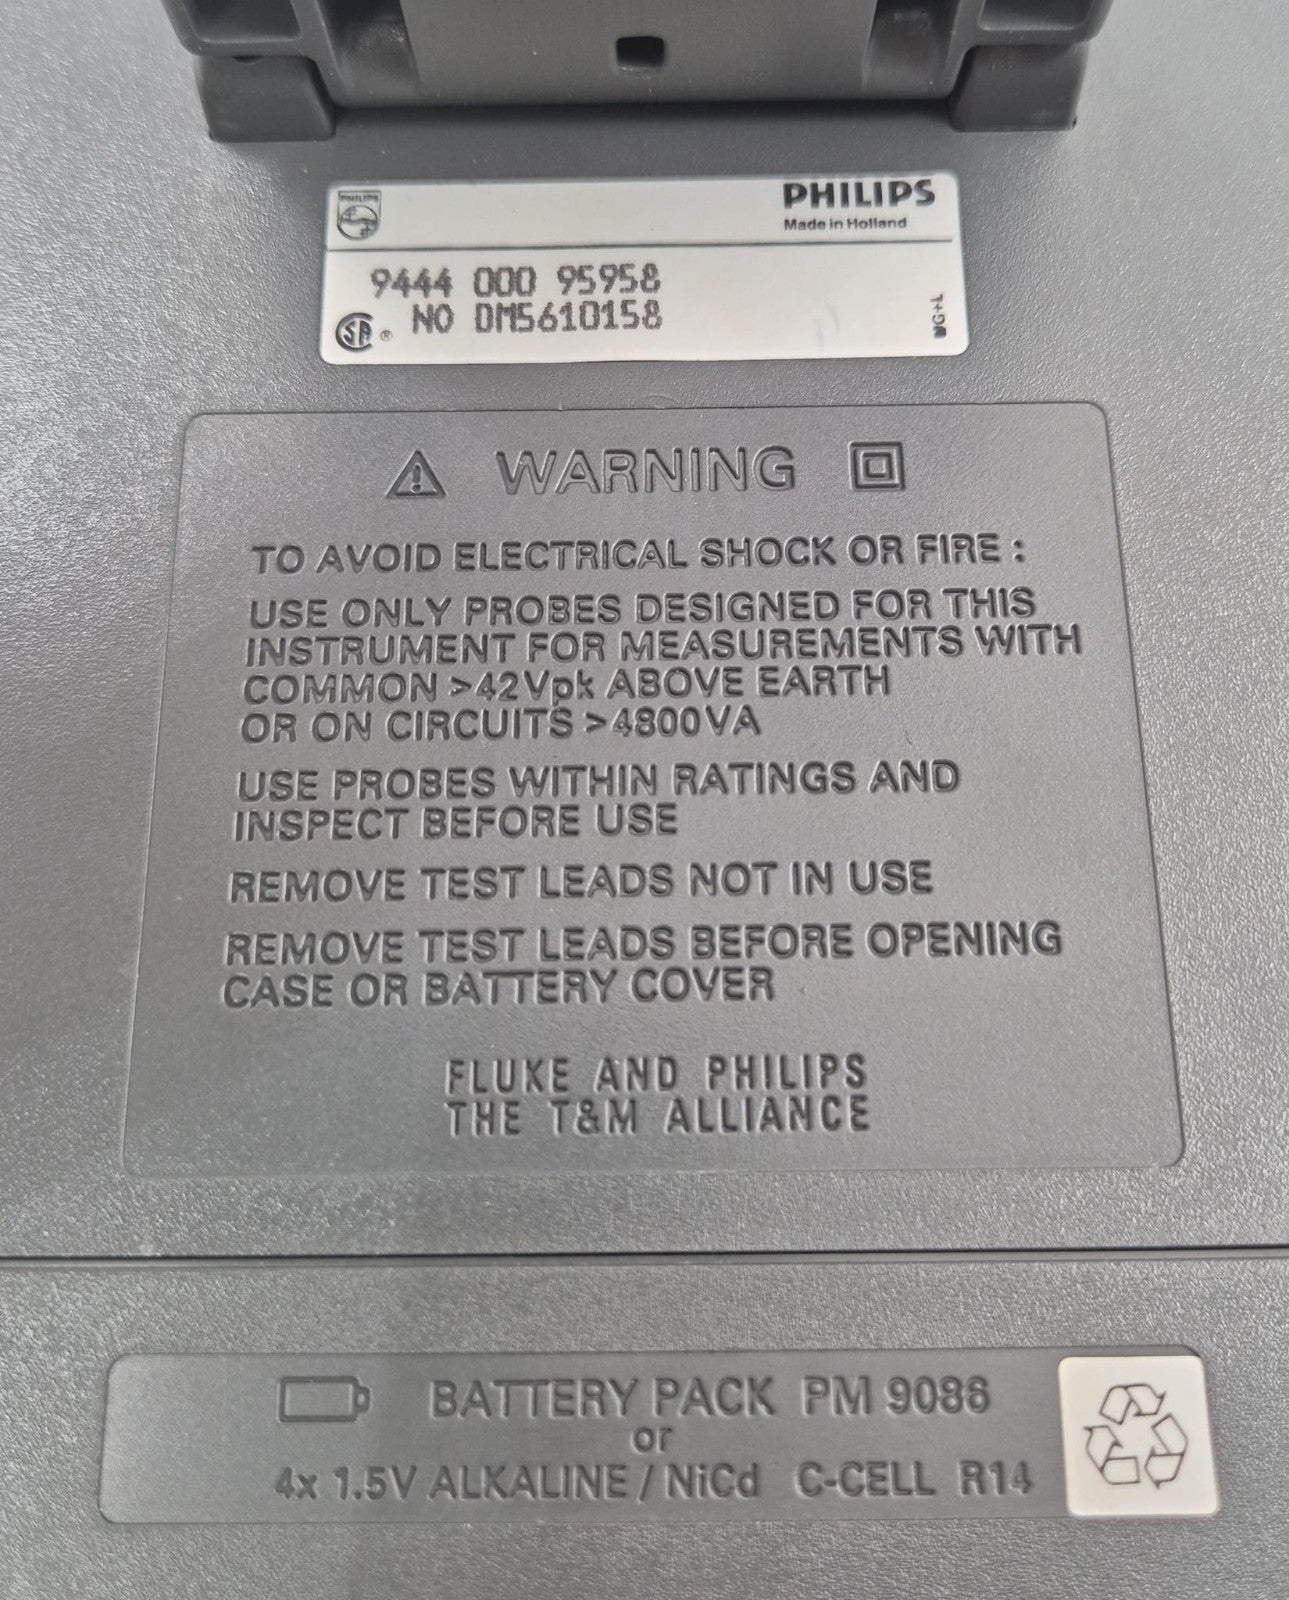 PHILIPS
PHILIPS
Made in Holland
9444 000 95958
NO DM5610158
SA ®
WARNING
TO AVOID ELECTRICAL SHOCK OR FIRE :
USE ONLY PROBES DESIGNED FOR THIS
INSTRUMENT FOR MEASUREMENTS WITH
COMMON >42Vpk ABOVE EARTH
OR ON CIRCUITS >4800VA
USE PROBES WITHIN RATINGS AND
INSPECT BEFORE USE
REMOVE TEST LEADS NOT IN USE
REMOVE TEST LEADS BEFORE OPENING
CASE OR BATTERY COVER
FLUKE AND PHILIPS
THE T&M ALLIANCE
BATTERY PACK PM 9086
or
4x 1.5V ALKALINE / NiCd C-CELL R14